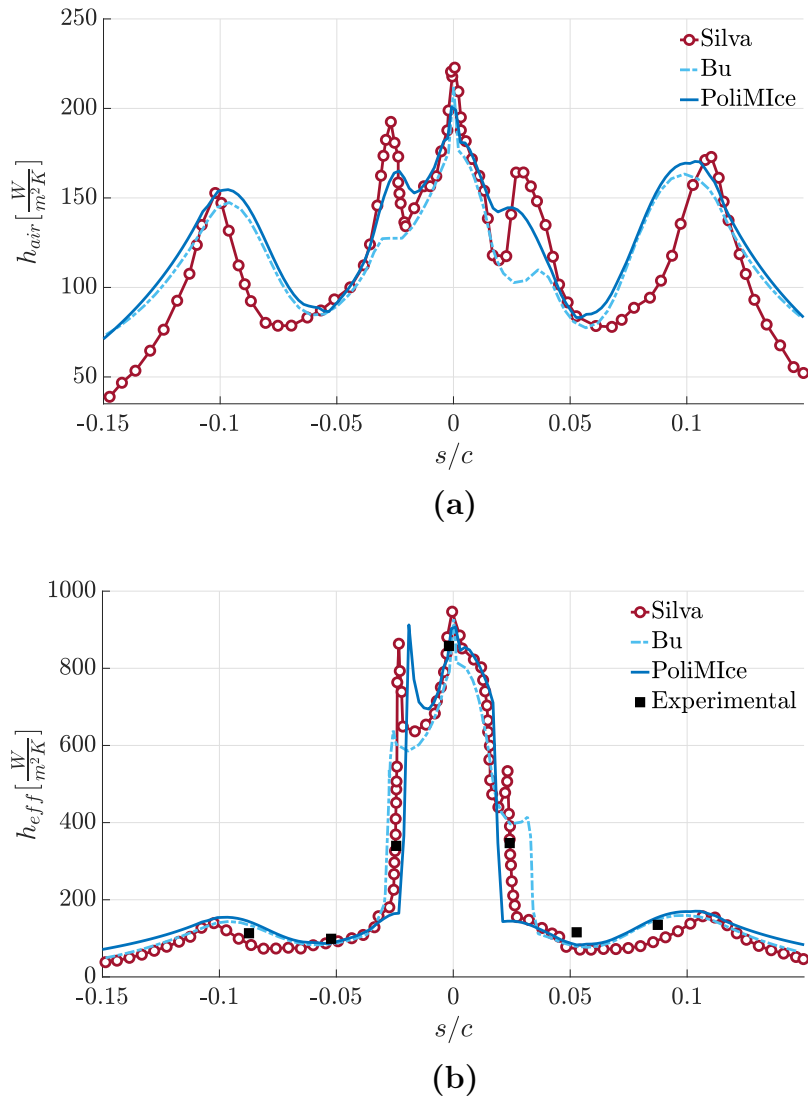 250
200
150
100
50
h_air [W/m²K]
Silva
Bu
PoliMIce
-0.15
-0.1
-0.05
0
0.05
0.1
s/c
(a)
1000
800
600
400
200
0
h_eff [W/m²K]
Silva
Bu
PoliMIce
Experimental
-0.15
-0.1
-0.05
0
0.05
0.1
s/c
(b)